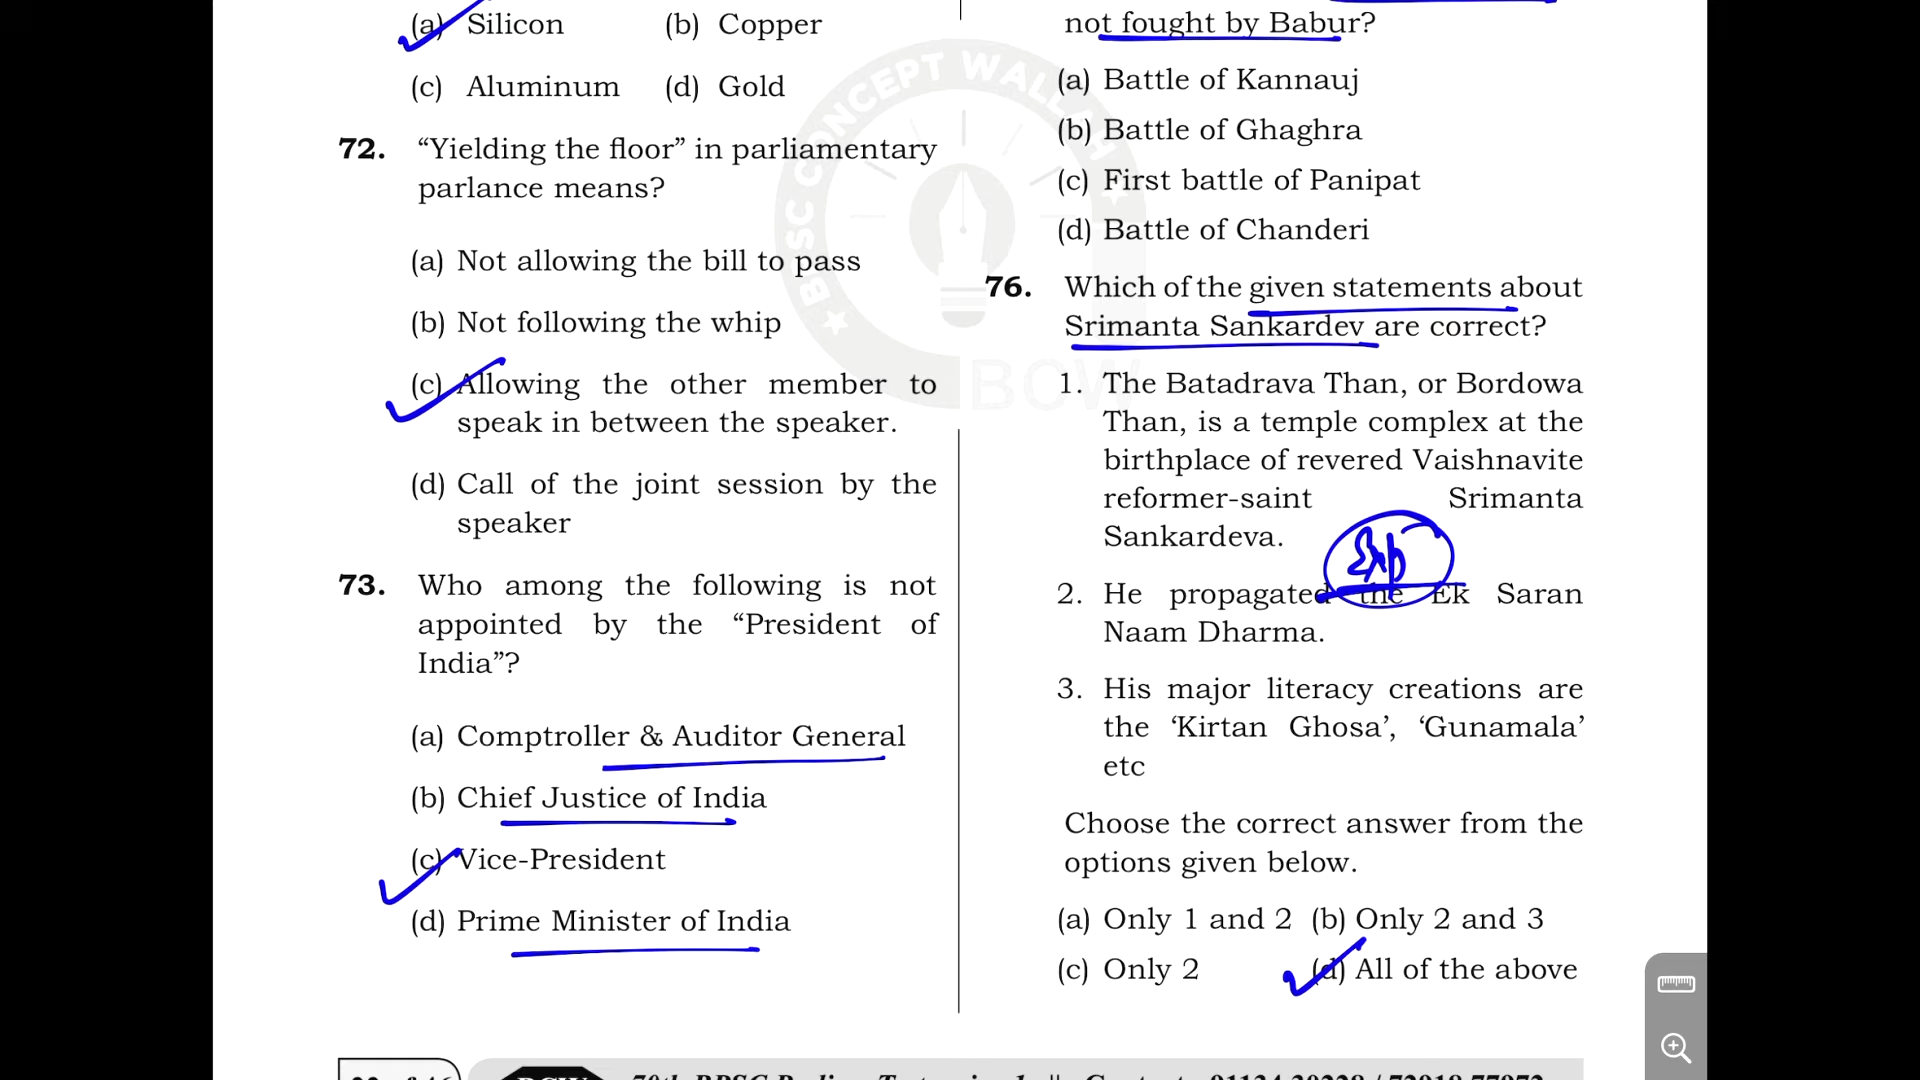 (a) Silicon (b) Copper
(c) Aluminum (d) Gold
72. “Yielding the floor” in parliamentary
parlance means?
(a) Not allowing the bill to pass
(b) Not following the whip
(c) Allowing the other member to
speak in between the speaker.
(d) Call of the joint session by the
speaker
73. Who among the following is not
appointed by the “President of
India”?
(a) Comptroller & Auditor General
(b) Chief Justice of India
(c) Vice-President
(d) Prime Minister of India
not fought by Babur?
(a) Battle of Kannauj
(b) Battle of Ghaghra
(c) First battle of Panipat
(d) Battle of Chanderi
76. Which of the given statements about
Srimanta Sankardev are correct?
1. The Batadrava Than, or Bordowa
Than, is a temple complex at the
birthplace of revered Vaishnavite
reformer-saint Srimanta
Sankardeva.
2. He propagated the Ek Saran
Naam Dharma.
3. His major literacy creations are
the ‘Kirtan Ghosa’, ‘Gunamala’
etc
Choose the correct answer from the
options given below.
(a) Only 1 and 2 (b) Only 2 and 3
(c) Only 2 (d) All of the above
BPSC CONCEPT WALLAH
BCW